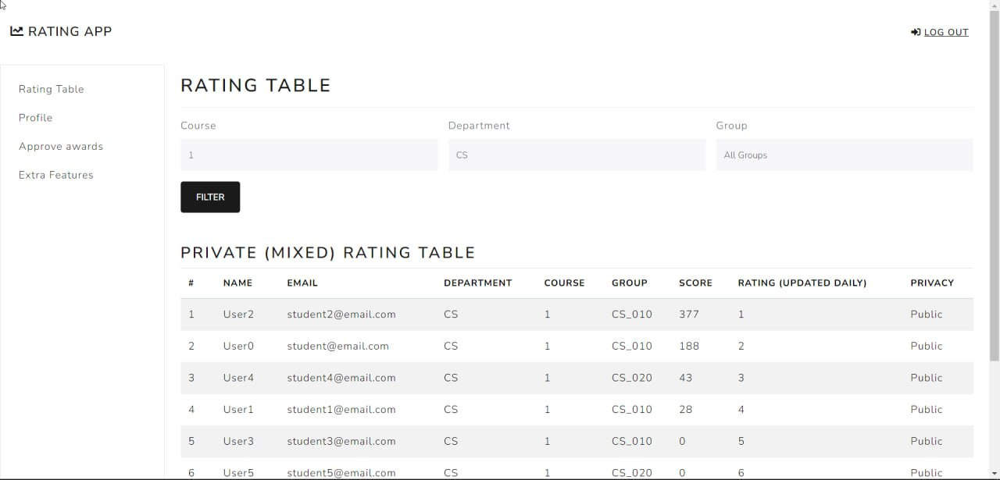 RATING APP
LOG OUT
Rating Table
Profile
Approve awards
Extra Features
RATING TABLE
Course Department Group
1 CS All Groups
FILTER
PRIVATE (MIXED) RATING TABLE
# NAME EMAIL DEPARTMENT COURSE GROUP SCORE RATING (UPDATED DAILY) PRIVACY
1 User2 student2@email.com CS 1 CS_010 377 1 Public
2 User0 student@email.com CS 1 CS_010 188 2 Public
3 User4 student4@email.com CS 1 CS_020 43 3 Public
4 User1 student1@email.com CS 1 CS_010 28 4 Public
5 User3 student3@email.com CS 1 CS_010 0 5 Public
6 User5 student5@email.com CS 1 CS_020 0 6 Public